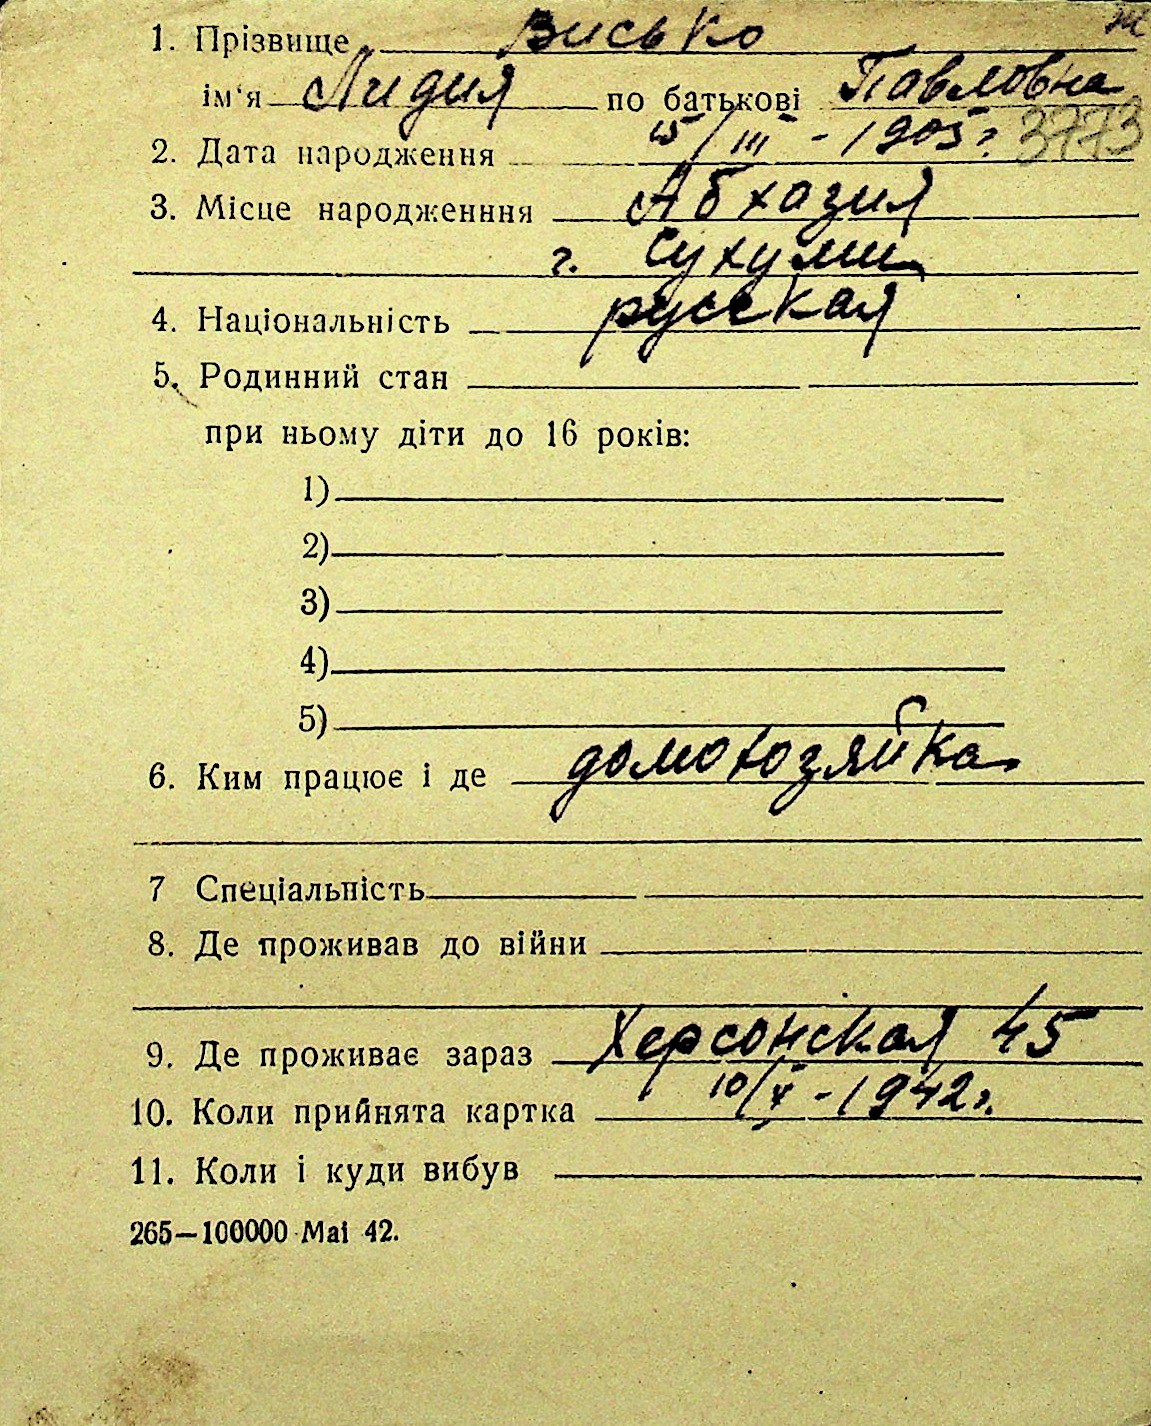 1. Прізвище Висько ж
ім'я Лидия по батькові Павловна
2. Дата народження 15/III - 1905 г. 3773
3. Місце народженння Абхазия
г. Сухуми
4. Національність русская
5. Родинний стан
при ньому діти до 16 років:
1)
2)
3)
4)
5)
6. Ким працює і де домохозяйка
7 Спеціальність
8. Де проживав до війни
9. Де проживає зараз Херсонская 45
10. Коли прийнята картка 10/X - 1942 г.
11. Коли і куди вибув
265—100000 Mai 42.